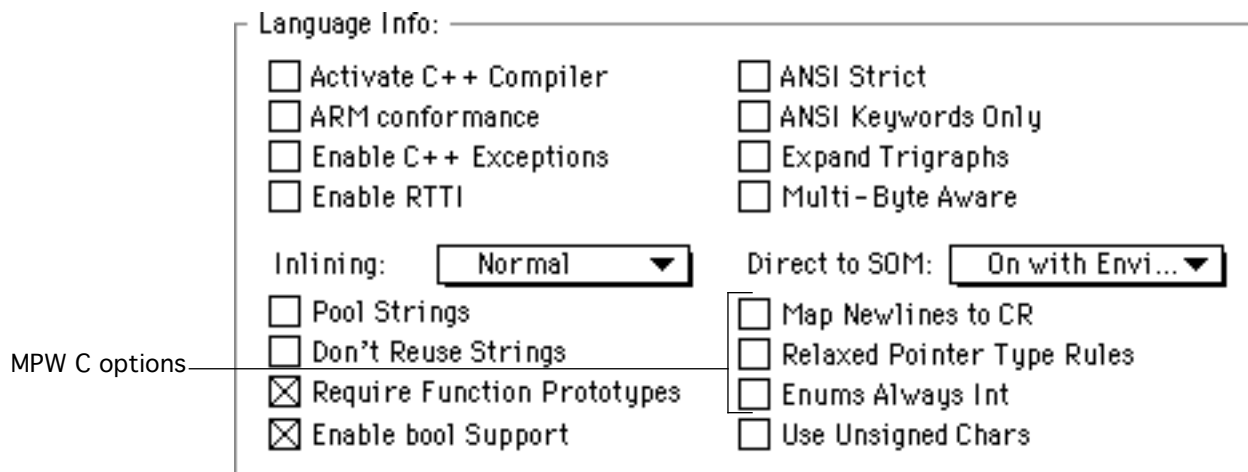 Language Info:
Activate C++ Compiler
ANSI Strict
ARM conformance
ANSI Keywords Only
Enable C++ Exceptions
Expand Trigraphs
Enable RTTI
Multi-Byte Aware
Inlining: Normal
Direct to SOM: On with Envi...
Pool Strings
Map Newlines to CR
Don't Reuse Strings
Relaxed Pointer Type Rules
MPW C options
Require Function Prototypes
Enums Always Int
Enable bool Support
Use Unsigned Chars